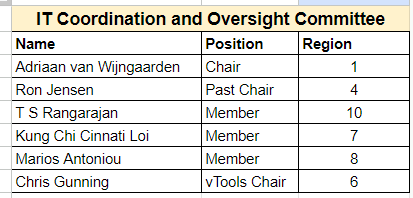 IT Coordination and Oversight Committee
Name Position Region
Adriaan van Wijngaarden Chair 1
Ron Jensen Past Chair 4
T S Rangarajan Member 10
Kung Chi Cinnati Loi Member 7
Marios Antoniou Member 8
Chris Gunning vTools Chair 6